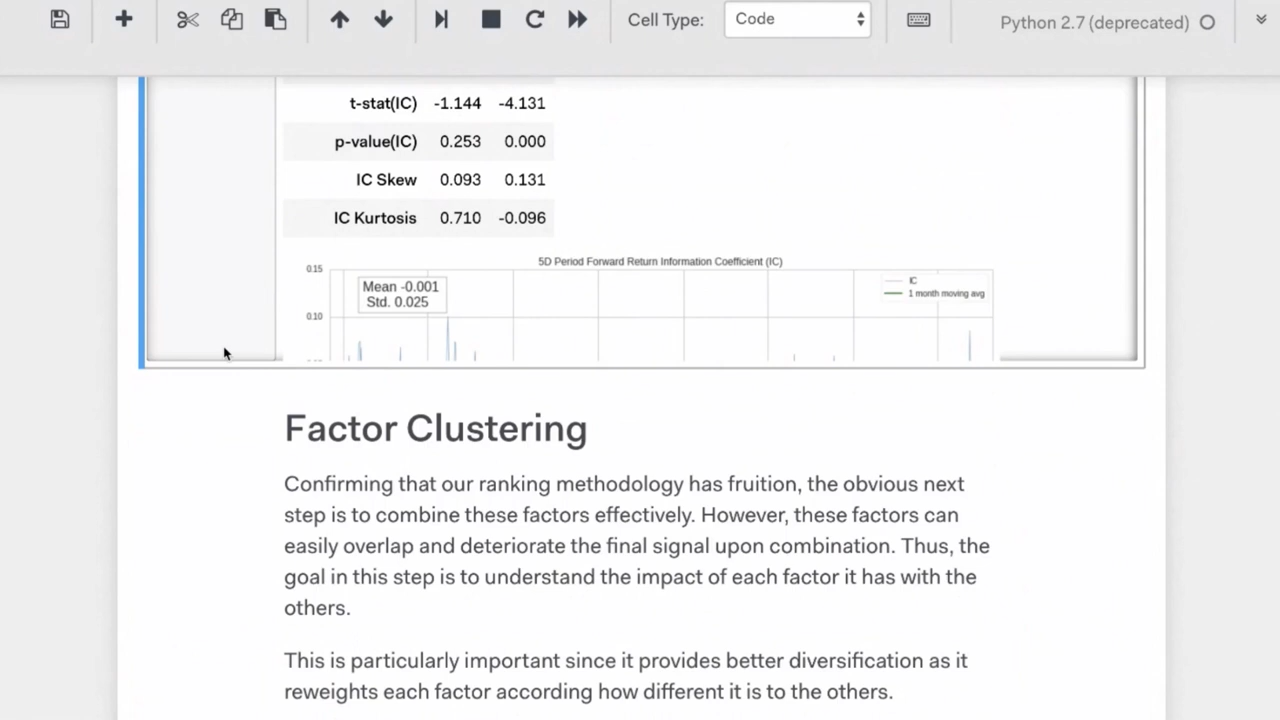 Cell Type: Code Python 2.7 (deprecated)
t-stat(IC) -1.144 -4.131
p-value(IC) 0.253 0.000
IC Skew 0.093 0.131
IC Kurtosis 0.710 -0.096
5D Period Forward Return Information Coefficient (IC)
0.15
Mean -0.001
Std. 0.025
IC
1 month moving avg
0.10
Factor Clustering
Confirming that our ranking methodology has fruition, the obvious next
step is to combine these factors effectively. However, these factors can
easily overlap and deteriorate the final signal upon combination. Thus, the
goal in this step is to understand the impact of each factor it has with the
others.
This is particularly important since it provides better diversification as it
reweights each factor according how different it is to the others.